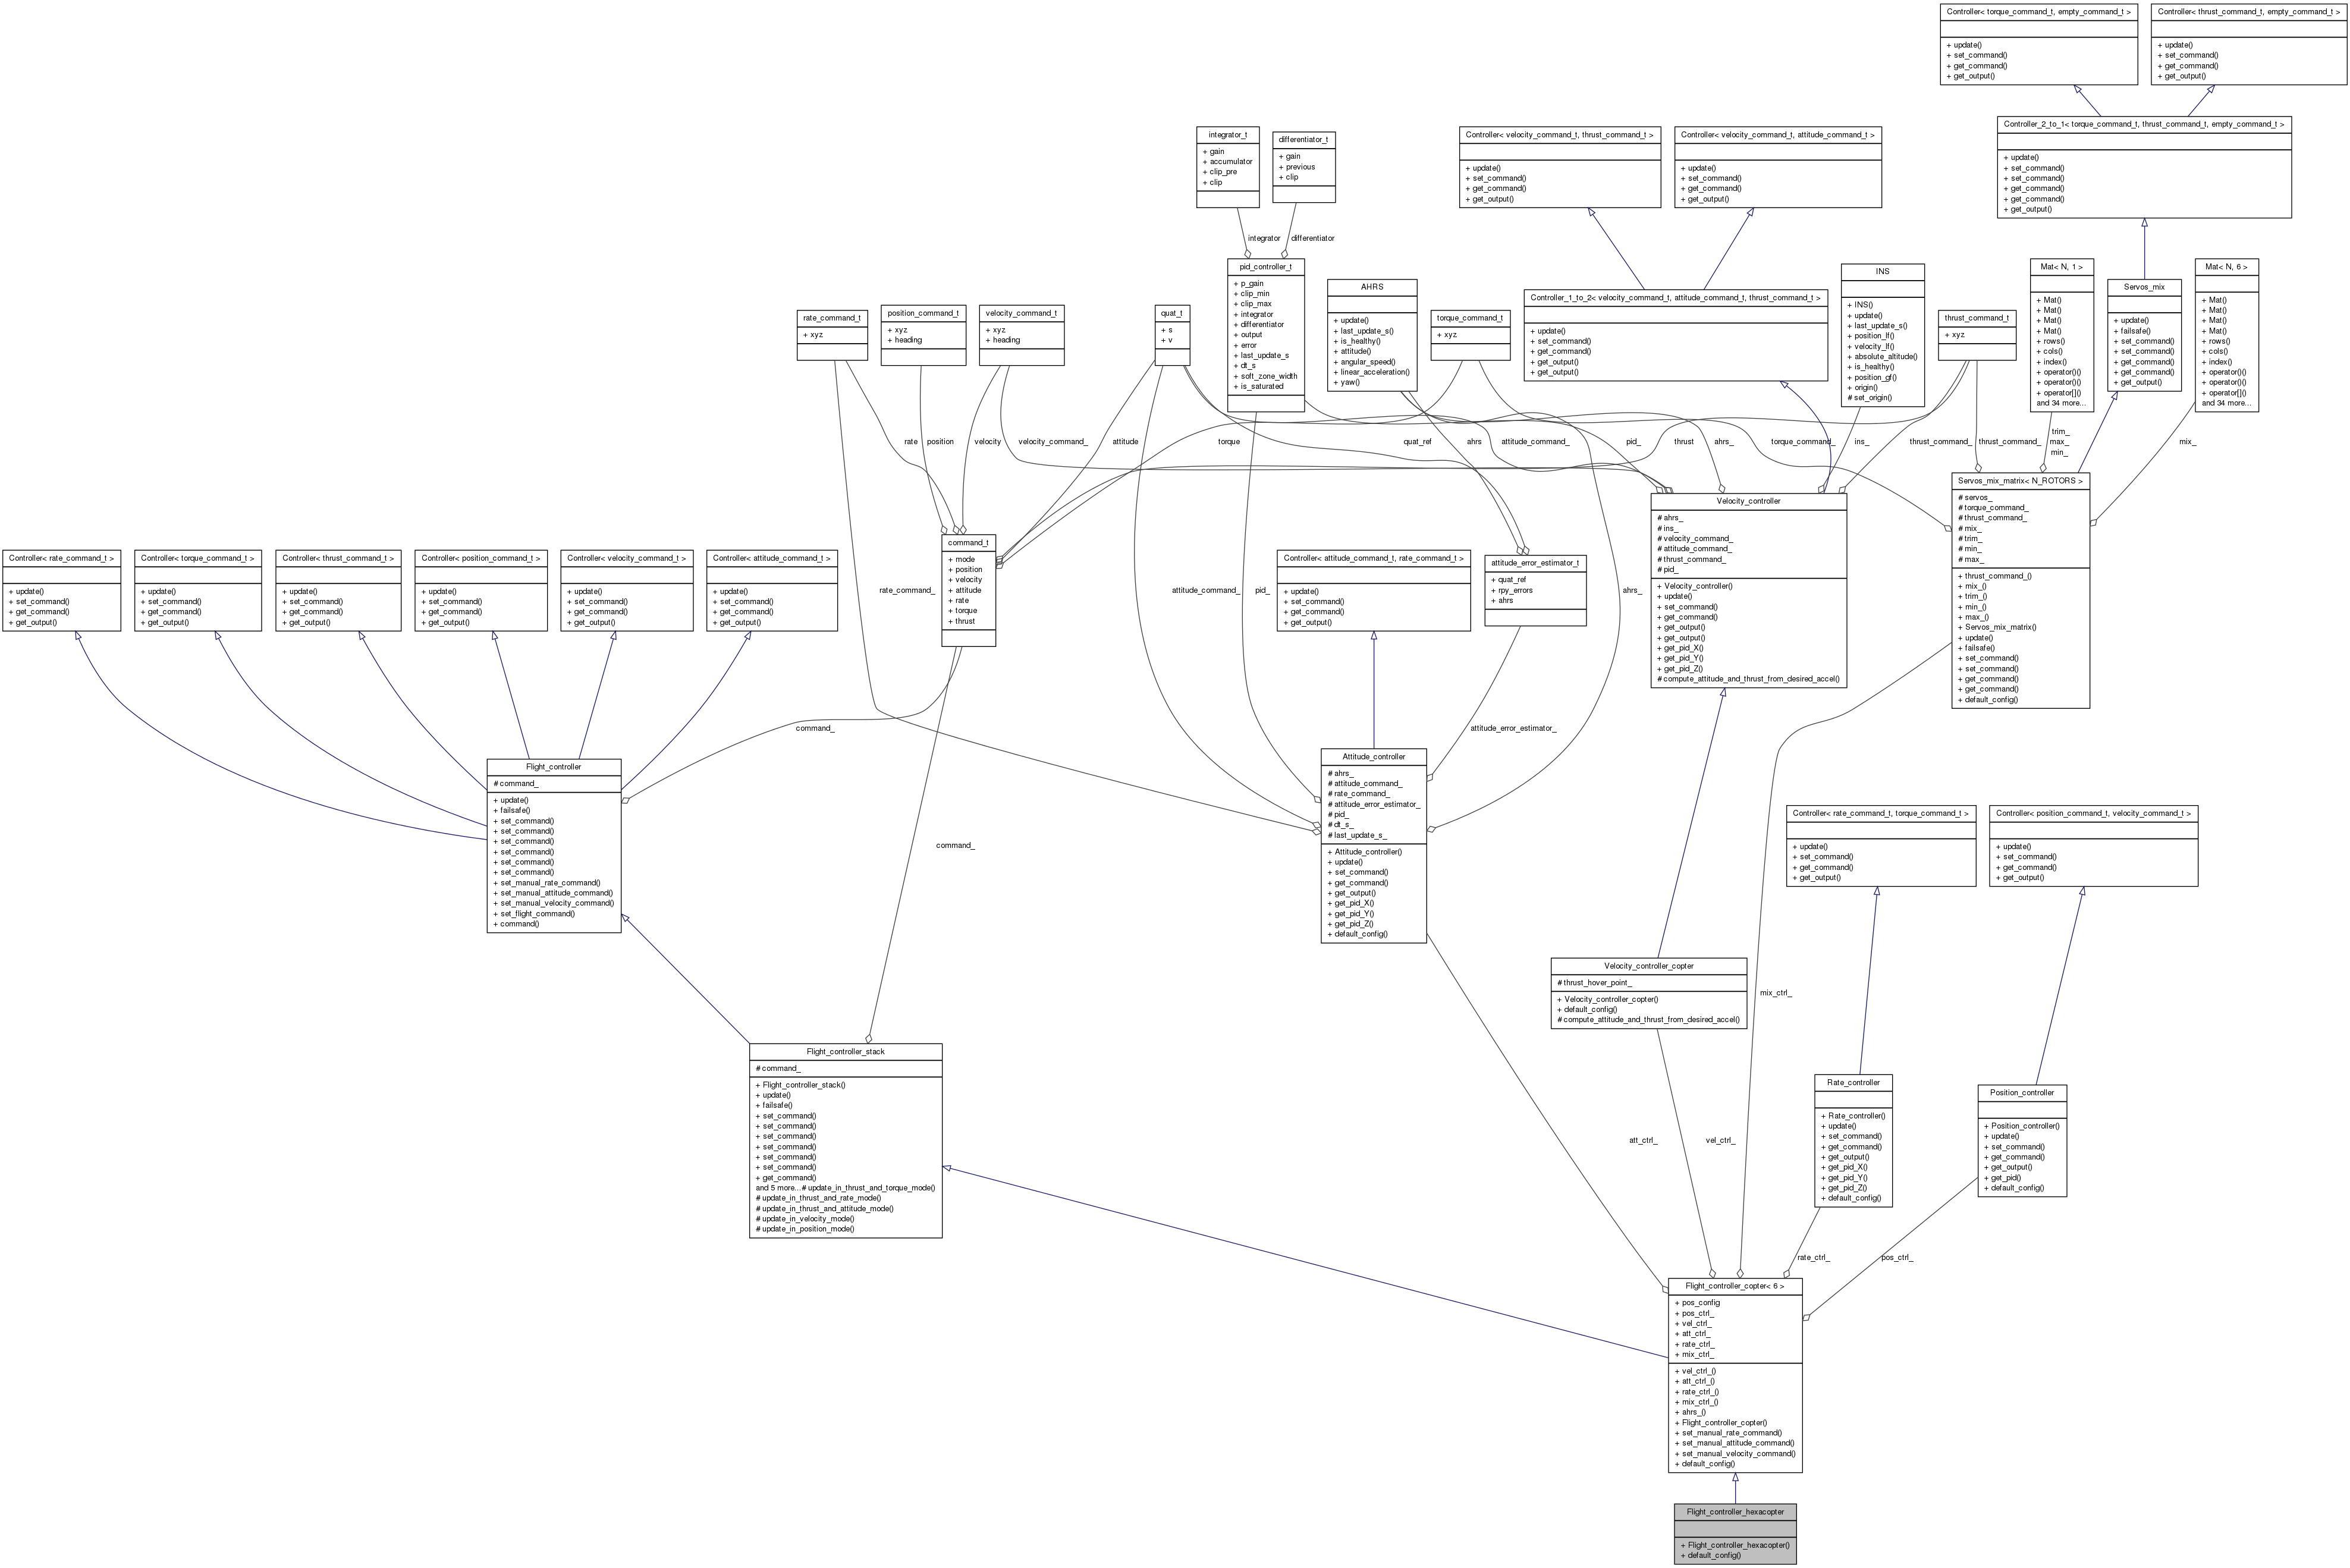 Controller< torque_command_t, empty_command_t >
+ update()
+ set_command()
+ get_command()
+ get_output()
Controller< thrust_command_t, empty_command_t >
+ update()
+ set_command()
+ get_command()
+ get_output()
Controller_2_to_1< torque_command_t, thrust_command_t, empty_command_t >
+ update()
+ set_command()
+ set_command()
+ get_command()
+ get_command()
+ get_output()
integrator_t
+ gain
+ accumulator
+ clip_pre
+ clip
differentiator_t
+ gain
+ previous
+ clip
Controller< velocity_command_t, thrust_command_t >
+ update()
+ set_command()
+ get_command()
+ get_output()
Controller< velocity_command_t, attitude_command_t >
+ update()
+ set_command()
+ get_command()
+ get_output()
integrator
differentiator
rate_command_t
+ xyz
position_command_t
+ xyz
+ heading
velocity_command_t
+ xyz
+ heading
quat_t
+ s
+ v
pid_controller_t
+ p_gain
+ clip_min
+ clip_max
+ integrator
+ differentiator
+ output
+ error
+ last_update_s
+ dt_s
+ soft_zone_width
+ is_saturated
AHRS
+ update()
+ last_update_s()
+ is_healthy()
+ attitude()
+ angular_speed()
+ linear_acceleration()
+ yaw()
torque_command_t
+ xyz
Controller_1_to_2< velocity_command_t, attitude_command_t, thrust_command_t >
+ update()
+ set_command()
+ get_command()
+ get_output()
+ get_output()
INS
+ INS()
+ update()
+ last_update_s()
+ position_lf()
+ velocity_lf()
+ absolute_altitude()
+ is_healthy()
+ position_gf()
+ origin()
# set_origin()
thrust_command_t
+ xyz
Mat< N, 1 >
+ Mat()
+ Mat()
+ Mat()
+ Mat()
+ rows()
+ cols()
+ index()
+ operator()()
+ operator()()
+ operator[]()
and 34 more...
Servos_mix
+ update()
+ failsafe()
+ set_command()
+ set_command()
+ get_command()
+ get_command()
+ get_output()
Mat< N, 6 >
+ Mat()
+ Mat()
+ Mat()
+ Mat()
+ rows()
+ cols()
+ index()
+ operator()()
+ operator()()
+ operator[]()
and 34 more...
rate
position
velocity
velocity_command_
attitude
torque
quat_ref
ahrs
attitude_command_
pid_
thrust
ahrs_
torque_command_
ins_
thrust_command_
thrust_command_
trim_
max_
min_
mix_
Controller< rate_command_t >
+ update()
+ set_command()
+ get_command()
+ get_output()
Controller< torque_command_t >
+ update()
+ set_command()
+ get_command()
+ get_output()
Controller< thrust_command_t >
+ update()
+ set_command()
+ get_command()
+ get_output()
Controller< position_command_t >
+ update()
+ set_command()
+ get_command()
+ get_output()
Controller< velocity_command_t >
+ update()
+ set_command()
+ get_command()
+ get_output()
Controller< attitude_command_t >
+ update()
+ set_command()
+ get_command()
+ get_output()
command_t
+ mode
+ position
+ velocity
+ attitude
+ rate
+ torque
+ thrust
Controller< attitude_command_t, rate_command_t >
+ update()
+ set_command()
+ get_command()
+ get_output()
attitude_error_estimator_t
+ quat_ref
+ rpy_errors
+ ahrs
Velocity_controller
# ahrs_
# ins_
# velocity_command_
# attitude_command_
# thrust_command_
# pid_
+ Velocity_controller()
+ update()
+ set_command()
+ get_command()
+ get_output()
+ get_output()
+ get_pid_X()
+ get_pid_Y()
+ get_pid_Z()
# compute_attitude_and_thrust_from_desired_accel()
Servos_mix_matrix< N_ROTORS >
# servos_
# torque_command_
# thrust_command_
# mix_
# trim_
# min_
# max_
+ thrust_command_()
+ mix_()
+ trim_()
+ min_()
+ max_()
+ Servos_mix_matrix()
+ update()
+ failsafe()
+ set_command()
+ set_command()
+ get_command()
+ get_command()
+ default_config()
rate_command_
attitude_command_
pid_
ahrs_
command_
attitude_error_estimator_
Flight_controller
# command_
+ update()
+ failsafe()
+ set_command()
+ set_command()
+ set_command()
+ set_command()
+ set_command()
+ set_command()
+ set_manual_rate_command()
+ set_manual_attitude_command()
+ set_manual_velocity_command()
+ set_flight_command()
+ command()
command_
Attitude_controller
# ahrs_
# attitude_command_
# rate_command_
# attitude_error_estimator_
# pid_
# dt_s_
# last_update_s_
+ Attitude_controller()
+ update()
+ set_command()
+ get_command()
+ get_output()
+ get_pid_X()
+ get_pid_Y()
+ get_pid_Z()
+ default_config()
Controller< rate_command_t, torque_command_t >
+ update()
+ set_command()
+ get_command()
+ get_output()
Controller< position_command_t, velocity_command_t >
+ update()
+ set_command()
+ get_command()
+ get_output()
Velocity_controller_copter
# thrust_hover_point_
+ Velocity_controller_copter()
+ default_config()
# compute_attitude_and_thrust_from_desired_accel()
mix_ctrl_
Flight_controller_stack
# command_
+ Flight_controller_stack()
+ update()
+ failsafe()
+ set_command()
+ set_command()
+ set_command()
+ set_command()
+ set_command()
+ set_command()
+ get_command()
and 5 more...# update_in_thrust_and_torque_mode()
# update_in_thrust_and_rate_mode()
# update_in_thrust_and_attitude_mode()
# update_in_velocity_mode()
# update_in_position_mode()
Rate_controller
+ Rate_controller()
+ update()
+ set_command()
+ get_command()
+ get_output()
+ get_pid_X()
+ get_pid_Y()
+ get_pid_Z()
+ default_config()
Position_controller
+ Position_controller()
+ update()
+ set_command()
+ get_command()
+ get_output()
+ get_pid()
+ default_config()
att_ctrl_
vel_ctrl_
rate_ctrl_
pos_ctrl_
Flight_controller_copter< 6 >
+ pos_config
+ pos_ctrl_
+ vel_ctrl_
+ att_ctrl_
+ rate_ctrl_
+ mix_ctrl_
+ vel_ctrl_()
+ att_ctrl_()
+ rate_ctrl_()
+ mix_ctrl_()
+ ahrs_()
+ Flight_controller_copter()
+ set_manual_rate_command()
+ set_manual_attitude_command()
+ set_manual_velocity_command()
+ default_config()
Flight_controller_hexacopter
+ Flight_controller_hexacopter()
+ default_config()